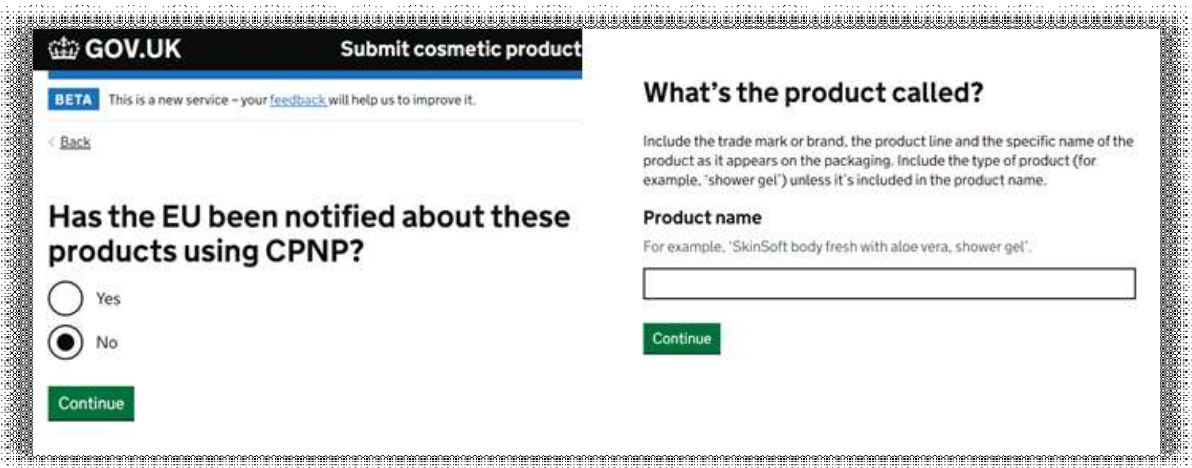 GOV.UK
Submit cosmetic product
BETA This is a new service – your feedback will help us to improve it.
< Back
Has the EU been notified about these
products using CPNP?
Yes
No
Continue
What's the product called?
Include the trade mark or brand, the product line and the specific name of the
product as it appears on the packaging. Include the type of product (for
example, 'shower gel') unless it's included in the product name.
Product name
For example, 'SkinSoft body fresh with aloe vera, shower gel'.
Continue